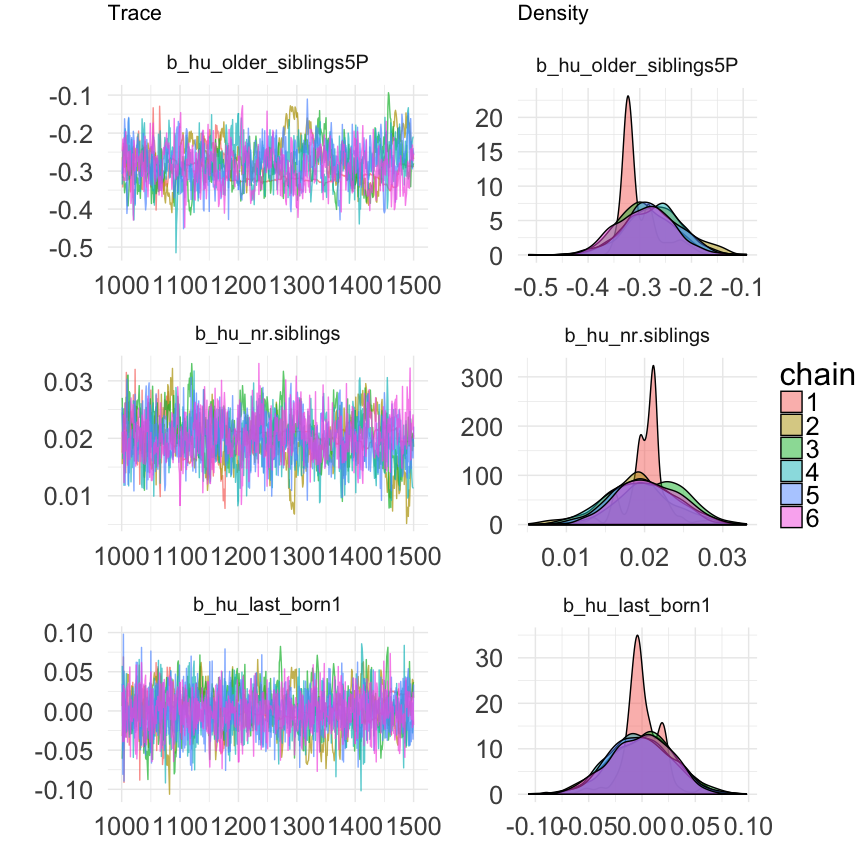 Trace
Density
b_hu_older_siblings5P
-0.1
-0.2
-0.3
-0.4
-0.5
1000 1100 1200 1300 1400 1500
b_hu_older_siblings5P
20
15
10
5
0
-0.5 -0.4 -0.3 -0.2 -0.1
b_hu_nr.siblings
0.03
0.02
0.01
1000 1100 1200 1300 1400 1500
b_hu_nr.siblings
300
200
100
0
0.01 0.02 0.03
b_hu_last_born1
0.10
0.05
0.00
-0.05
-0.10
1000 1100 1200 1300 1400 1500
b_hu_last_born1
30
20
10
0
-0.10 -0.05 0.00 0.05 0.10
chain
1
2
3
4
5
6